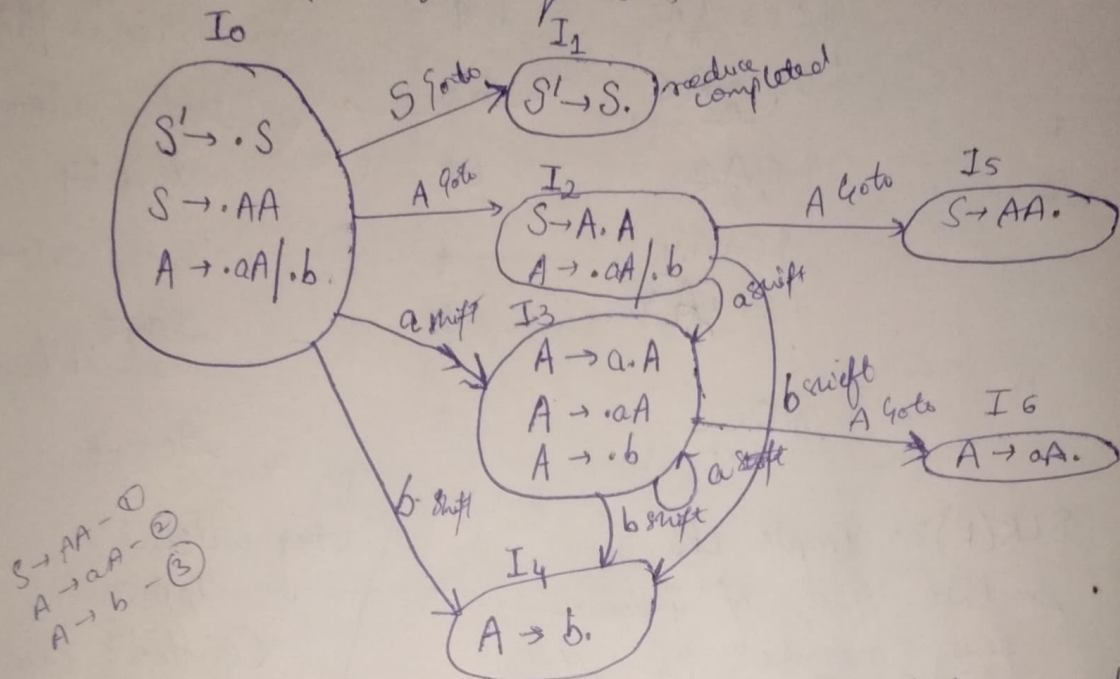 I0
S' → . S
S → . AA
A → .aA/.b
S Goto
I1
S' → S.
reduce
completed
A Goto
I2
S → A. A
A → .aA/.b
A Goto
I5
S → AA.
a shift
I3
A → a.A
A → .aA
A → .b
a shift
b shift
A Goto
I6
A → aA.
a shift
b shift
b shift
I4
A → b.
S → AA - ①
A → aA - ②
A → b - ③